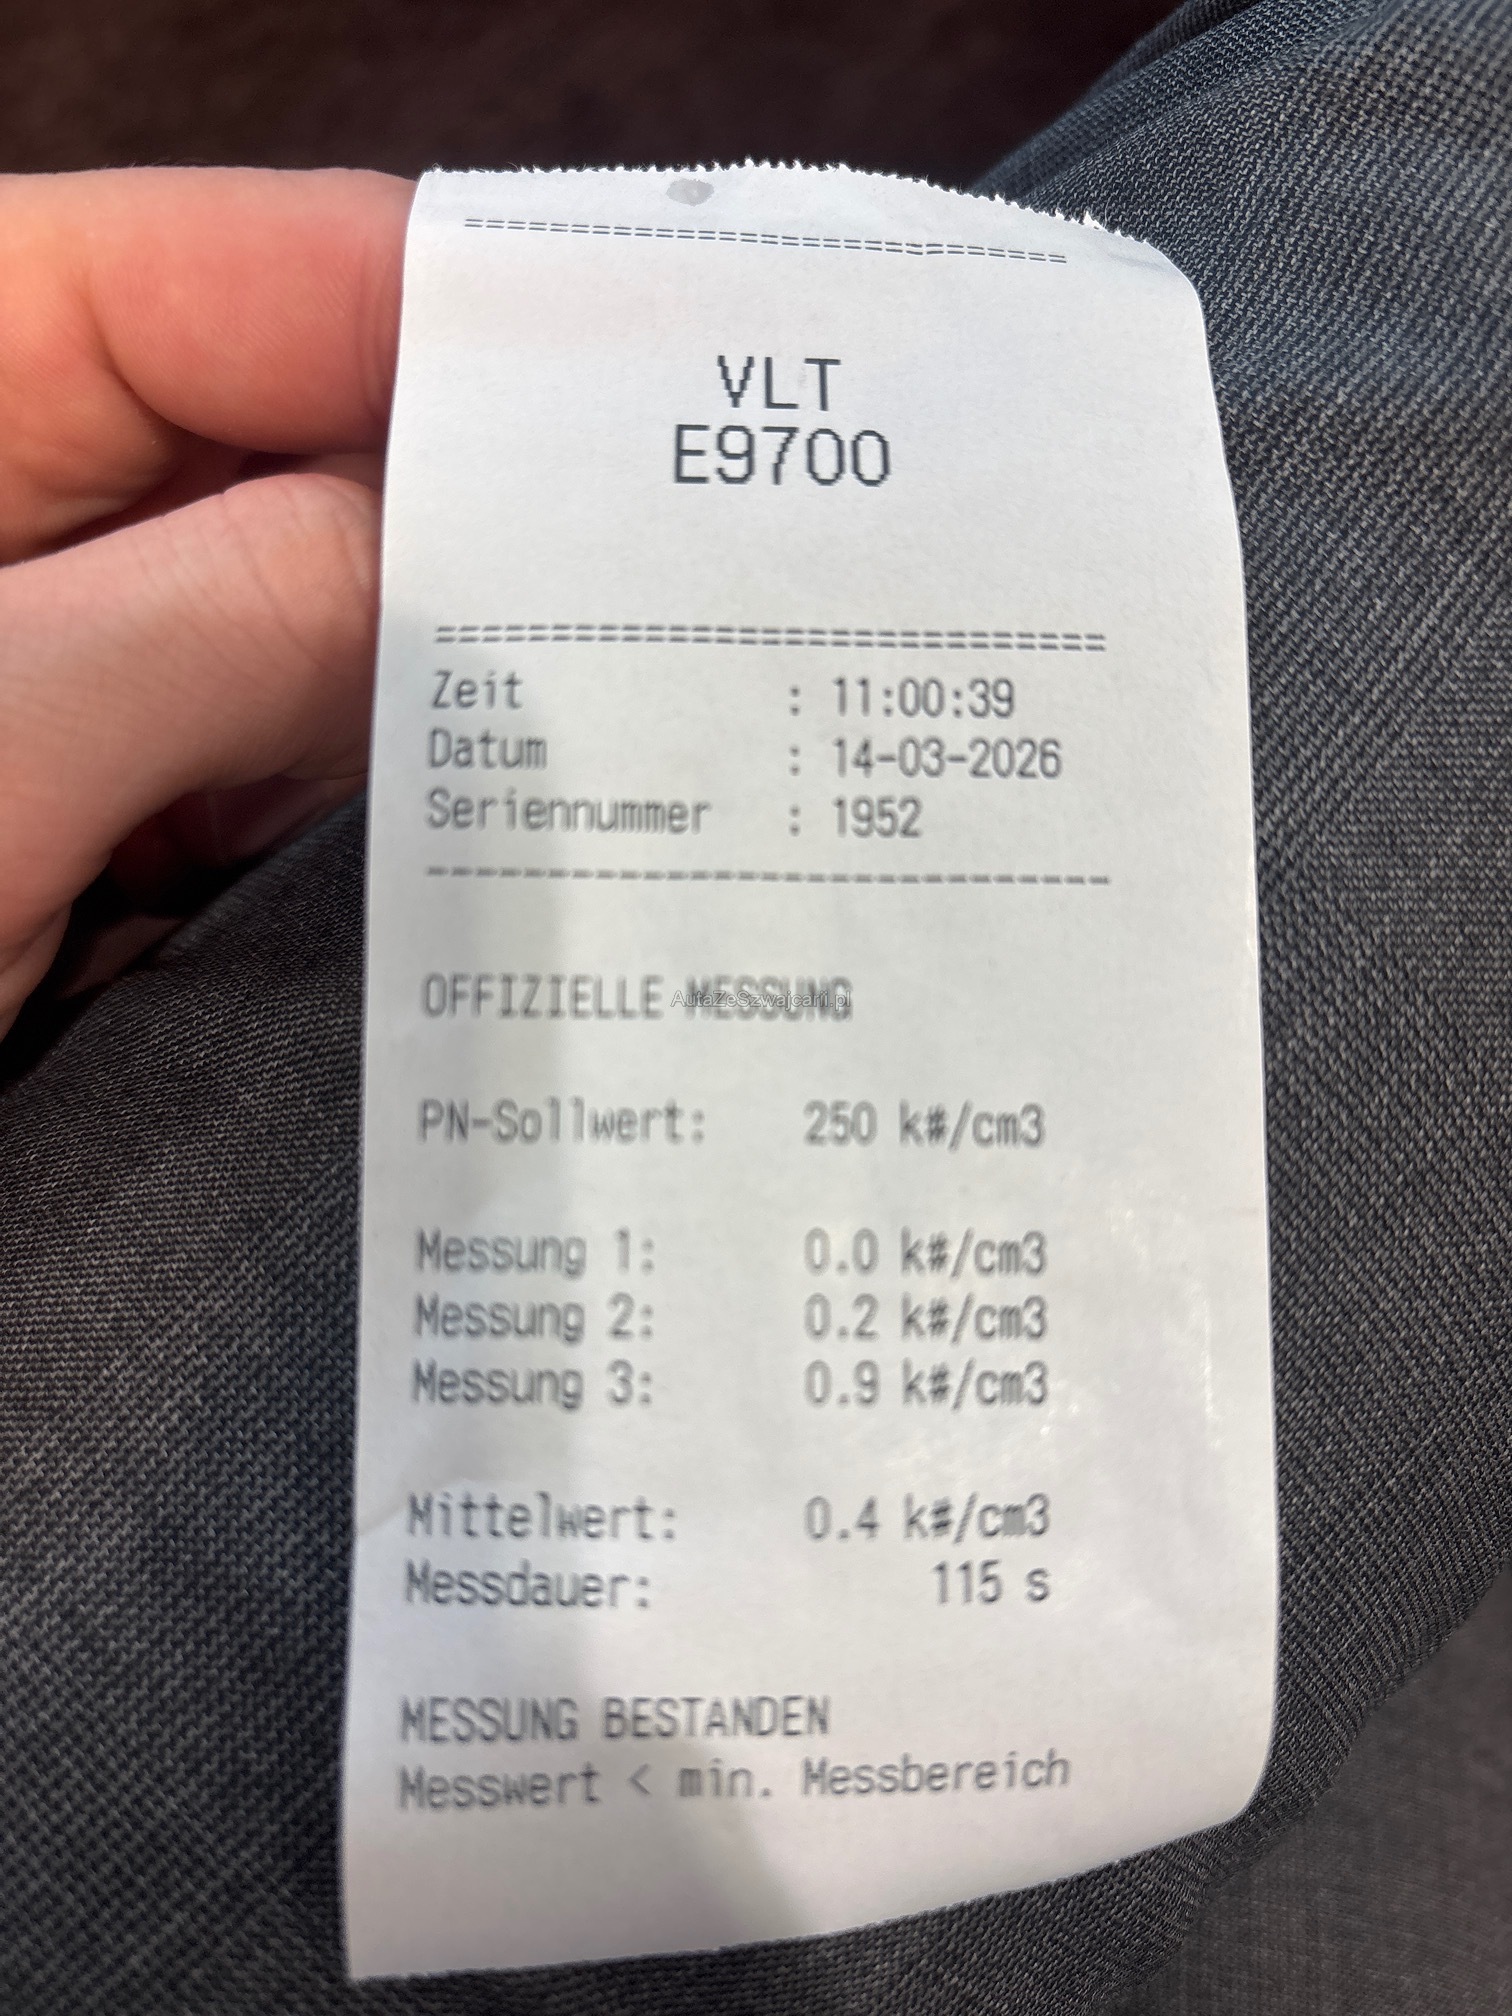 ==============================
VLT
E9700
==============================
Zeit : 11:00:39
Datum : 14-03-2026
Seriennummer : 1952
------------------------------
OFFIZIELLE MESSUNG
AutaZeSzwajcarii.pl
PN-Sollwert: 250 k#/cm3
Messung 1: 0.0 k#/cm3
Messung 2: 0.2 k#/cm3
Messung 3: 0.9 k#/cm3
Mittelwert: 0.4 k#/cm3
Messdauer: 115 s
MESSUNG BESTANDEN
Messwert < min. Messbereich